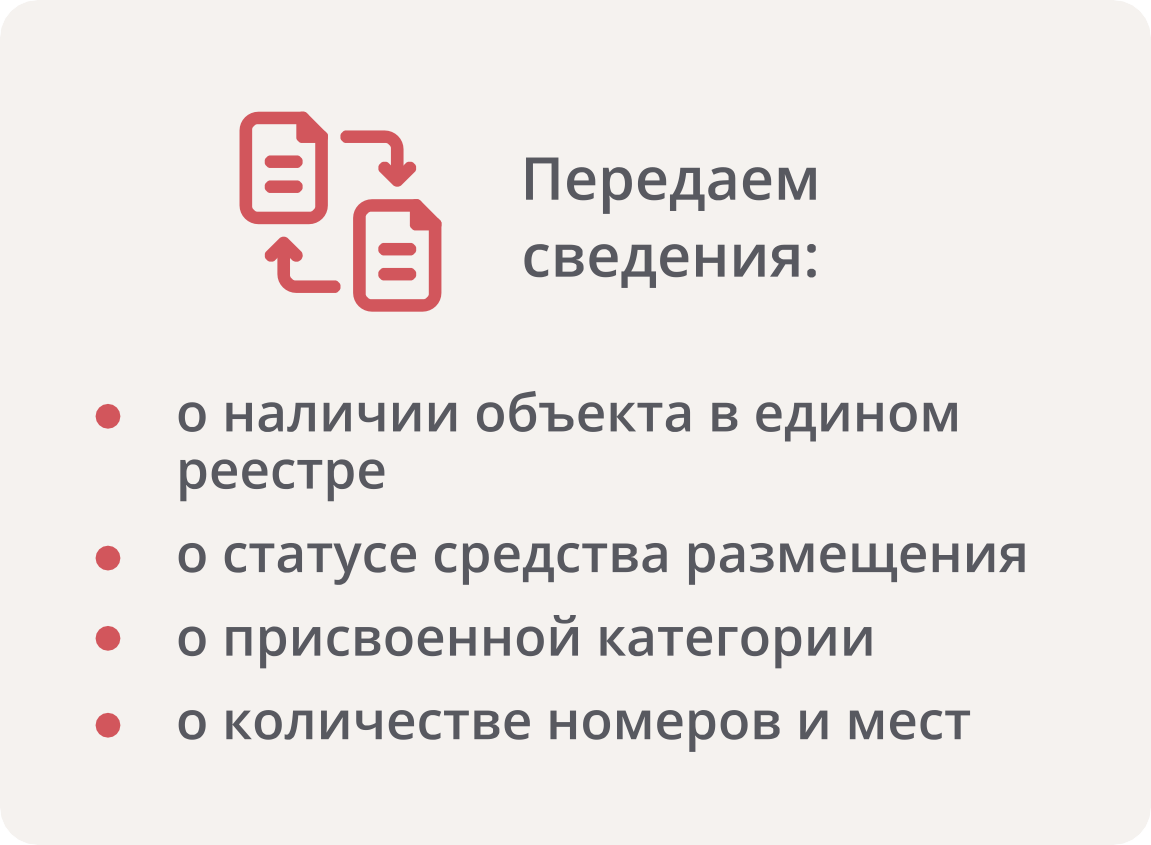 Передаем
сведения:
о наличии объекта в едином
реестре
о статусе средства размещения
о присвоенной категории
о количестве номеров и мест